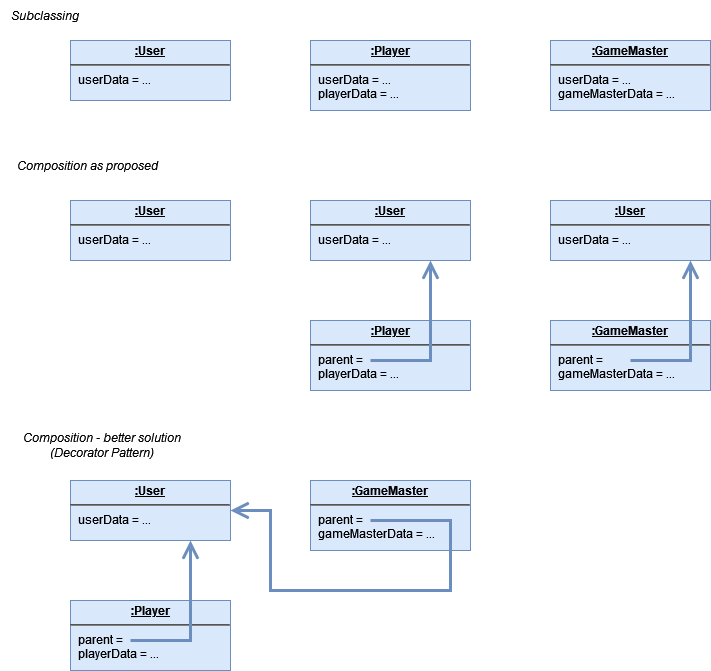 Subclassing
:User
userData = ...
:Player
userData = ...
playerData = ...
:GameMaster
userData = ...
gameMasterData = ...
Composition as proposed
:User
userData = ...
:User
userData = ...
:User
userData = ...
:Player
parent =
playerData = ...
:GameMaster
parent =
gameMasterData = ...
Composition - better solution
(Decorator Pattern)
:User
userData = ...
:GameMaster
parent =
gameMasterData = ...
:Player
parent =
playerData = ...